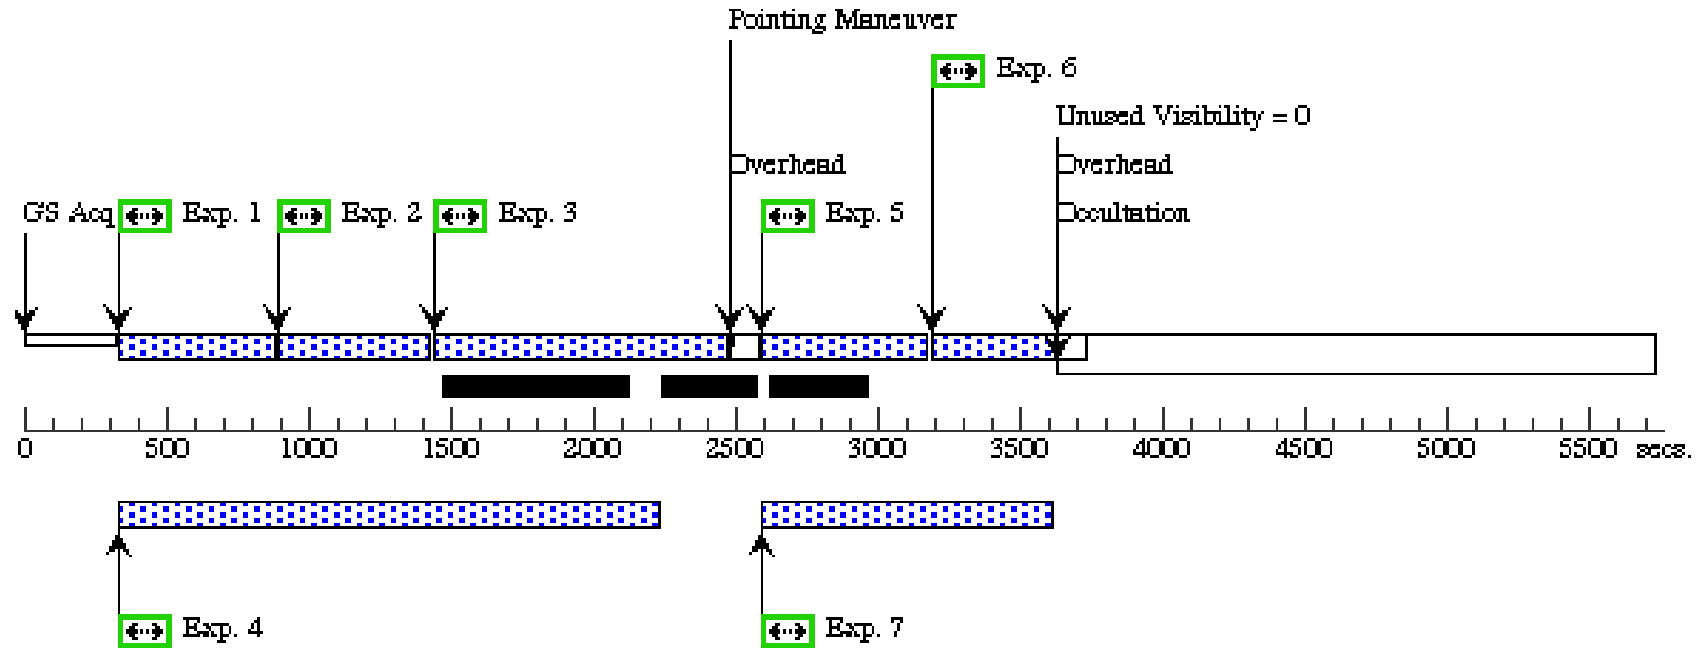 Pointing Maneuver
Exp. 6
Unused Visibility = 0
Overhead Overhead
GS Acq Exp. 1 Exp. 2 Exp. 3 Exp. 5 Occultation
0 500 1000 1500 2000 2500 3000 3500 4000 4500 5000 5500 secs.
Exp. 4 Exp. 7